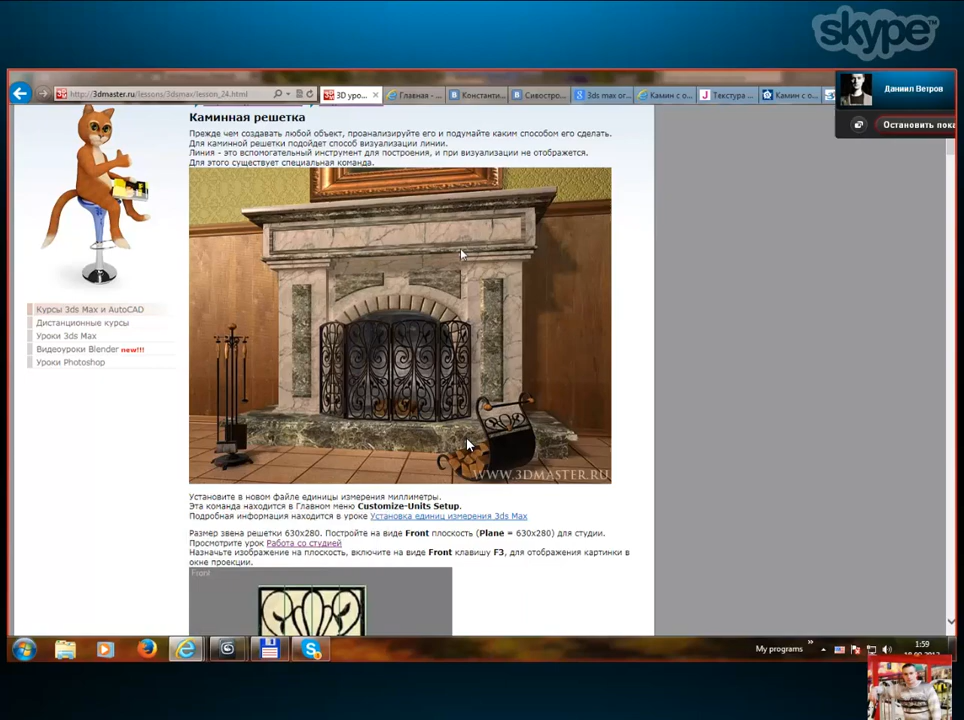 skype™
http://3dmaster.ru/lessons/3dsmax/lesson_24.html
3D уро...
Главная - ...
Константи...
Сивостро...
3ds max or...
Камин с о...
Текстура ...
Камин с о...
Даниил Ветров
Остановить пока
Каминная решетка
Прежде чем создавать любой объект, проанализируйте его и подумайте каким способом его сделать.
Для каминной решетки подойдет способ визуализации линии.
Линия - это вспомогательный инструмент для построения, и при визуализации не отображется.
Для этого существует специальная команда.
Курсы 3ds Max и AutoCAD
Дистанционные курсы
Уроки 3ds Max
Видеоуроки Blender new!!!
Уроки Photoshop
WWW.3DMASTER.RU
Установите в новом файле единицы измерения миллиметры.
Эта команда находится в Главном меню Customize-Units Setup.
Подробная информация находится в уроке Установка единиц измерения 3ds Max
Размер звена решетки 630x280. Постройте на виде Front плоскость (Plane = 630x280) для студии.
Просмотрите урок Работа со студией
Назначьте изображение на плоскость, включите на виде Front клавишу F3, для отображения картинки в
окне проекции.
Front
My programs
1:59